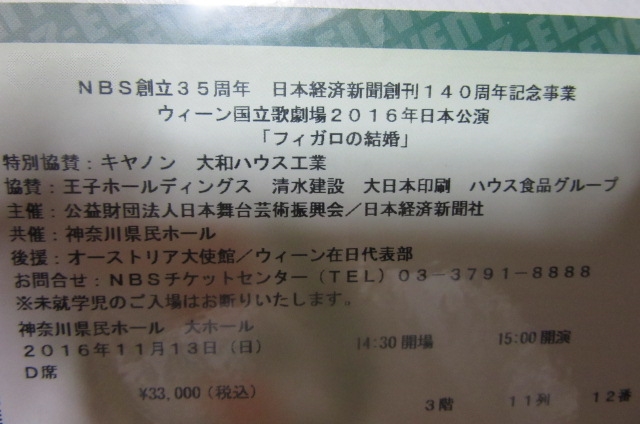 7-ELEVEN
NBS創立35周年 日本経済新聞創刊140周年記念事業
ウィーン国立歌劇場2016年日本公演
「フィガロの結婚」
特別協賛：キヤノン 大和ハウス工業
協賛：王子ホールディングス 清水建設 大日本印刷 ハウス食品グループ
主催：公益財団法人日本舞台芸術振興会／日本経済新聞社
共催：神奈川県民ホール
後援：オーストリア大使館／ウィーン在日代表部
お問合せ：NBSチケットセンター（TEL）03－3791－8888
※未就学児のご入場はお断りいたします。
神奈川県民ホール 大ホール
2016年11月13日（日） 14:30 開場 15:00 開演
D席
¥33,000（税込）
3階 11列 12番